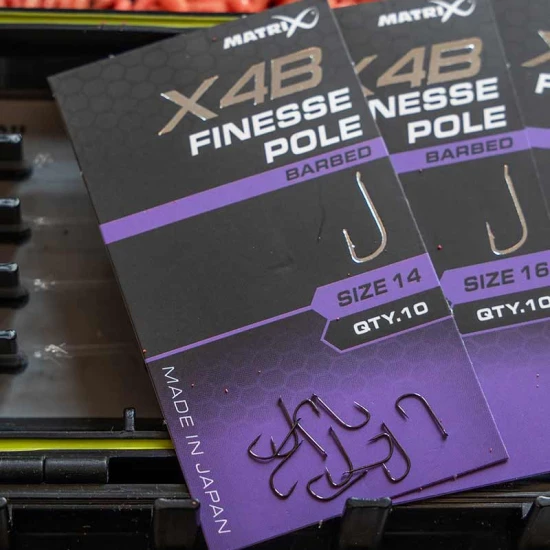 MATRIX
X4B
FINESSE
POLE
BARBED
SIZE 14
QTY.10
MADE IN JAPAN
MATRIX
X4B
NESSE
POLE
BARBED
SIZE 16
QTY.10